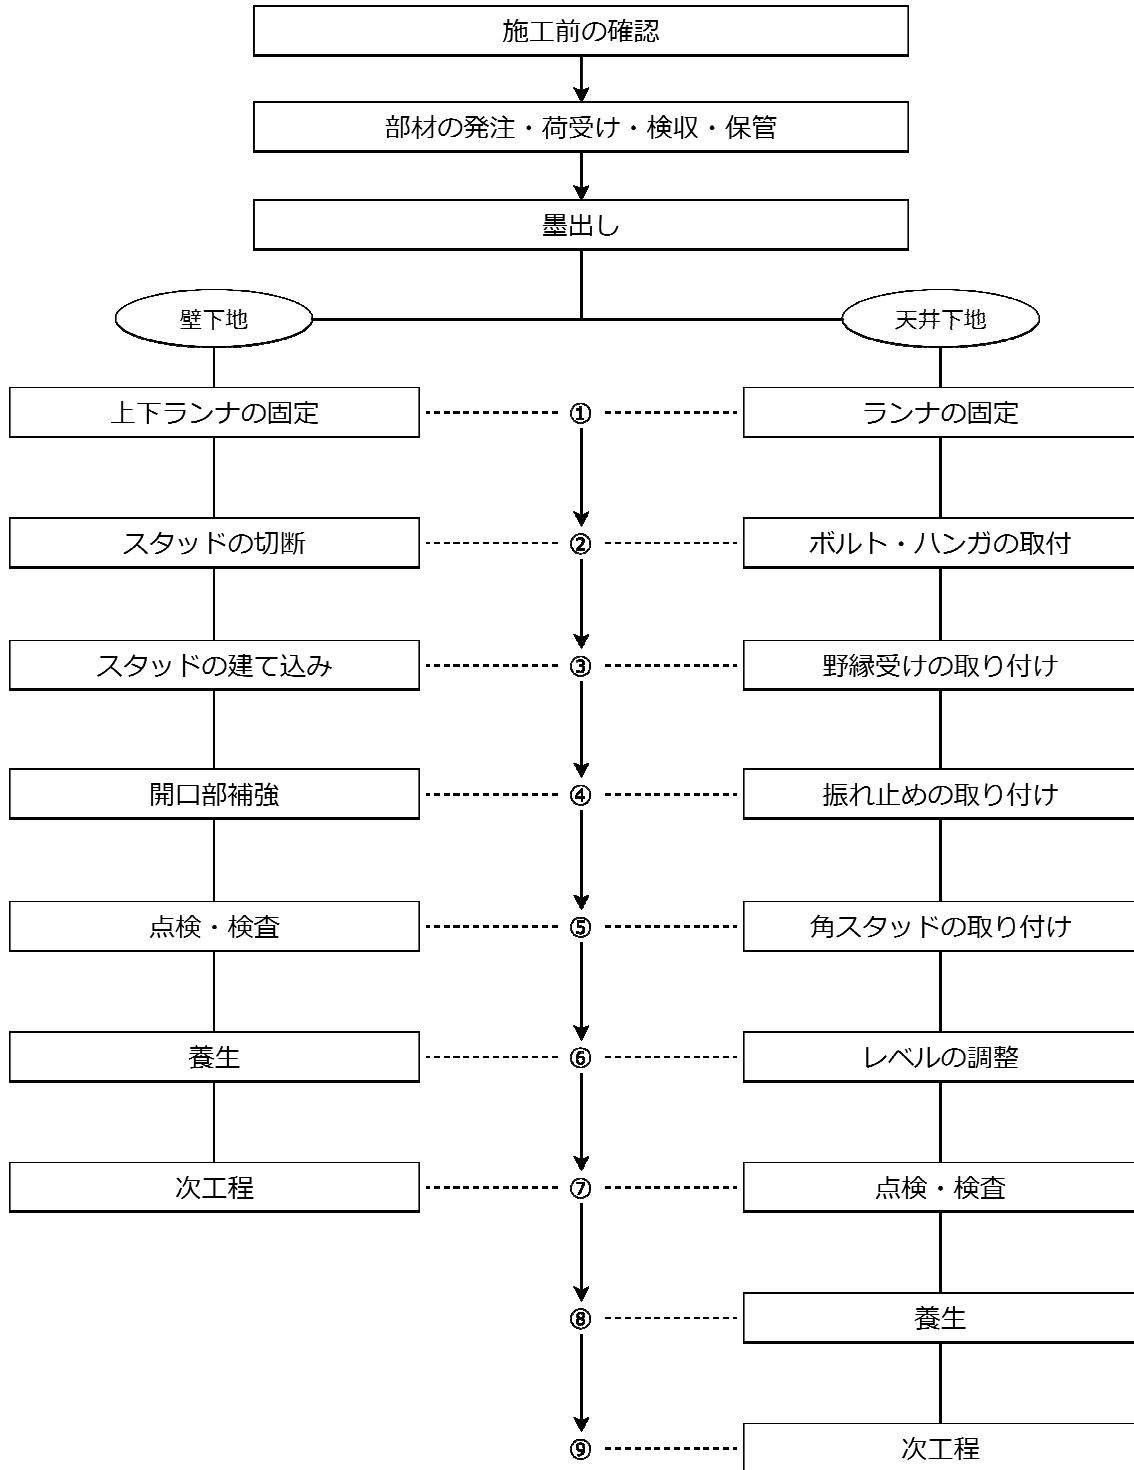 施工前の確認
部材の発注・荷受け・検収・保管
墨出し
壁下地
天井下地
上下ランナの固定
①
ランナの固定
スタッドの切断
②
ボルト・ハンガの取付
スタッドの建て込み
③
野縁受けの取り付け
開口部補強
④
振れ止めの取り付け
点検・検査
⑤
角スタッドの取り付け
養生
⑥
レベルの調整
次工程
⑦
点検・検査
⑧
養生
⑨
次工程